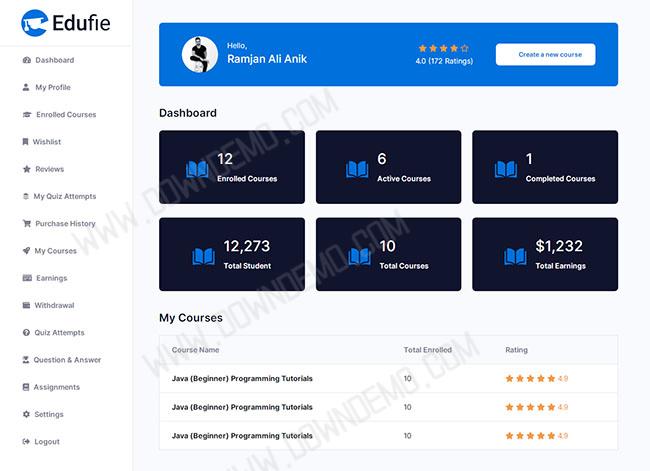 Edufie
Dashboard
My Profile
Enrolled Courses
Wishlist
Reviews
My Quiz Attempts
Purchase History
My Courses
Earnings
Withdrawal
Quiz Attempts
Question & Answer
Assignments
Settings
Logout
Hello,
Ramjan Ali Anik
4.0 (172 Ratings)
Create a new course
Dashboard
12
Enrolled Courses
6
Active Courses
1
Completed Courses
12,273
Total Student
10
Total Courses
$1,232
Total Earnings
My Courses
Course Name Total Enrolled Rating
Java (Beginner) Programming Tutorials 10 4.9
Java (Beginner) Programming Tutorials 10 4.9
Java (Beginner) Programming Tutorials 10 4.9
WWW.DOWNDEMO.COM
WWW.DOWNDEMO.COM
WWW.DOWNDEMO.COM